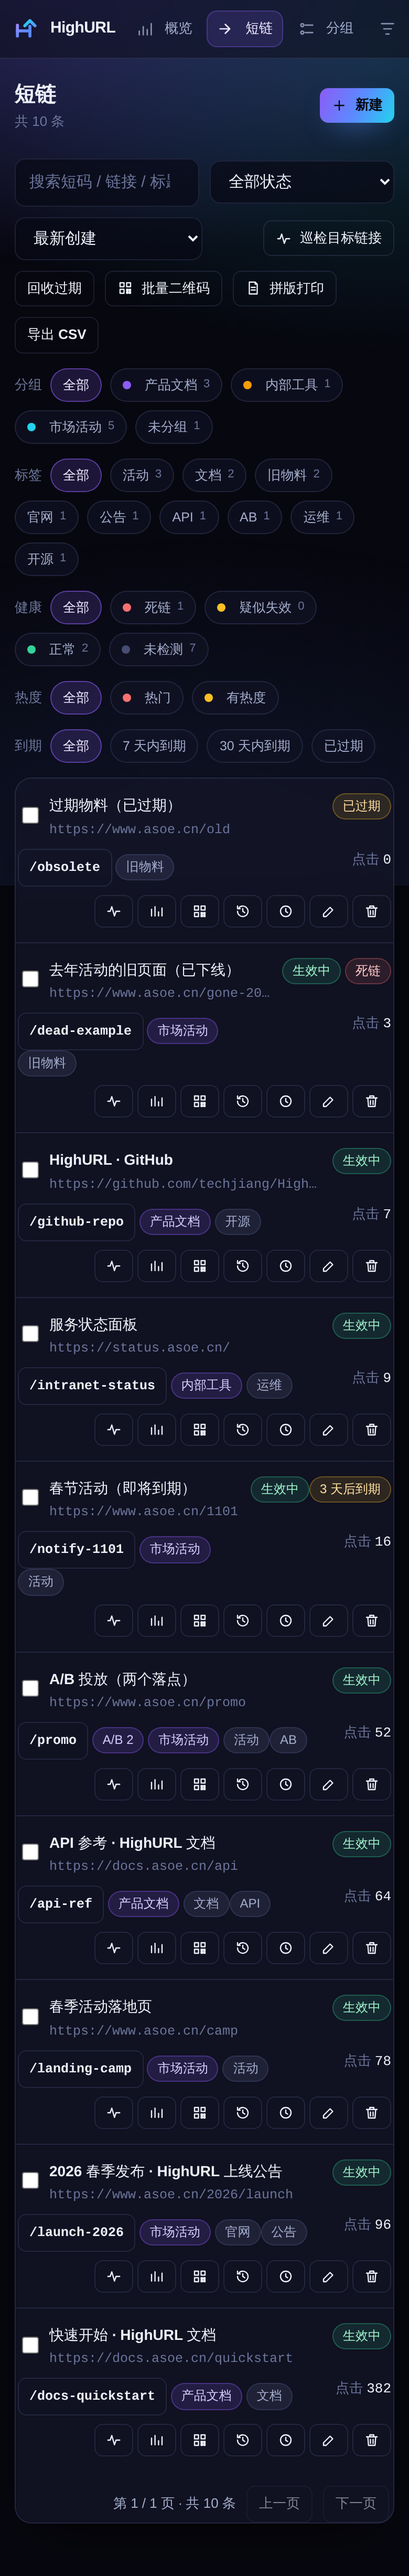 HighURL 概览 短链 分组
短链
共 10 条
新建
搜索短码 / 链接 / 标题 全部状态
最新创建 巡检目标链接
回收过期 批量二维码 拼版打印
导出 CSV
分组 全部 产品文档 3 内部工具 1
市场活动 5 未分组 1
标签 全部 活动 3 文档 2 旧物料 2
官网 1 公告 1 API 1 AB 1 运维 1
开源 1
健康 全部 死链 1 疑似失效 0
正常 2 未检测 7
热度 全部 热门 有热度
到期 全部 7 天内到期 30 天内到期 已过期
过期物料（已过期） 已过期
https://www.asoe.cn/old
/obsolete 旧物料 点击 0
去年活动的旧页面（已下线） 生效中 死链
https://www.asoe.cn/gone-20…
/dead-example 市场活动 点击 3
旧物料
HighURL · GitHub 生效中
https://github.com/techjiang/High…
/github-repo 产品文档 开源 点击 7
服务状态面板 生效中
https://status.asoe.cn/
/intranet-status 内部工具 运维 点击 9
春节活动（即将到期） 生效中 3 天后到期
https://www.asoe.cn/1101
/notify-1101 市场活动 点击 16
活动
A/B 投放（两个落点） 生效中
https://www.asoe.cn/promo
/promo A/B 2 市场活动 活动 AB 点击 52
API 参考 · HighURL 文档 生效中
https://docs.asoe.cn/api
/api-ref 产品文档 文档 API 点击 64
春季活动落地页 生效中
https://www.asoe.cn/camp
/landing-camp 市场活动 活动 点击 78
2026 春季发布 · HighURL 上线公告 生效中
https://www.asoe.cn/2026/launch
/launch-2026 市场活动 官网 公告 点击 96
快速开始 · HighURL 文档 生效中
https://docs.asoe.cn/quickstart
/docs-quickstart 产品文档 文档 点击 382
第 1 / 1 页 · 共 10 条 上一页 下一页